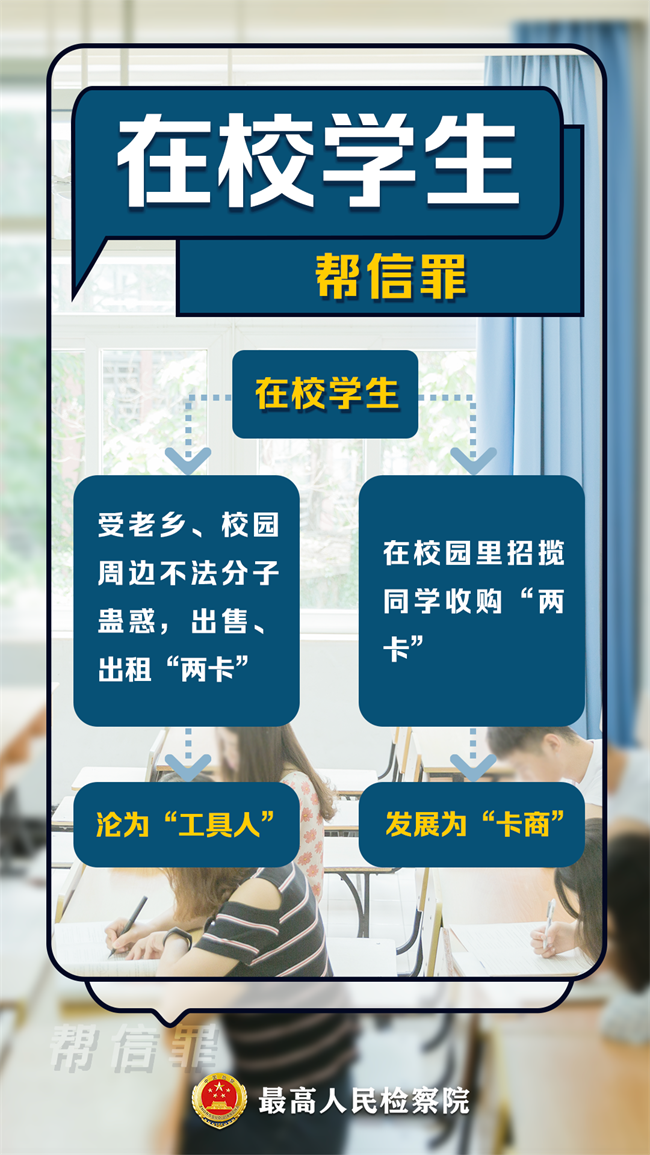 在校学生
帮信罪
在校学生
受老乡、校园
周边不法分子
蛊惑，出售、
出租“两卡”
在校园里招揽
同学收购“两
卡”
沦为“工具人”
发展为“卡商”
帮信罪
最高人民检察院